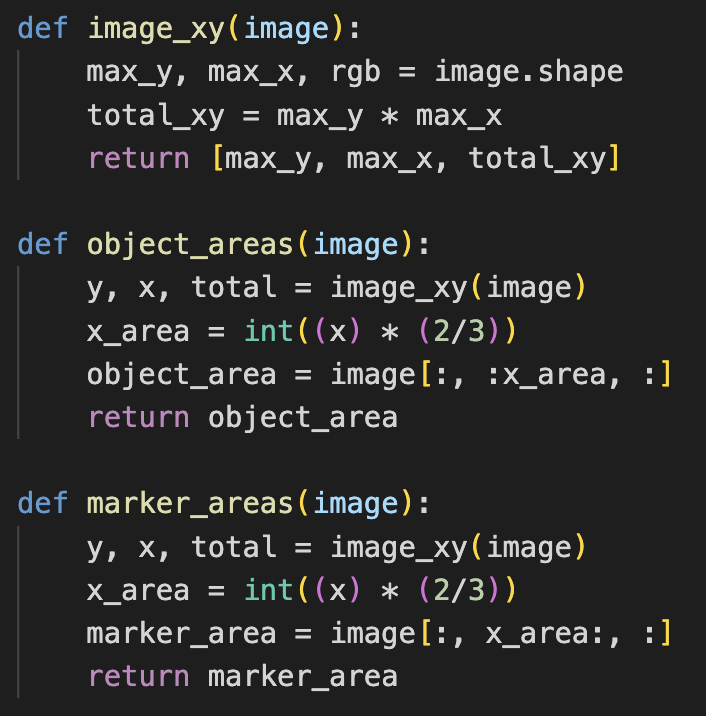 def image_xy(image):
    max_y, max_x, rgb = image.shape
    total_xy = max_y * max_x
    return [max_y, max_x, total_xy]

def object_areas(image):
    y, x, total = image_xy(image)
    x_area = int((x) * (2/3))
    object_area = image[:, :x_area, :]
    return object_area

def marker_areas(image):
    y, x, total = image_xy(image)
    x_area = int((x) * (2/3))
    marker_area = image[:, x_area:, :]
    return marker_area